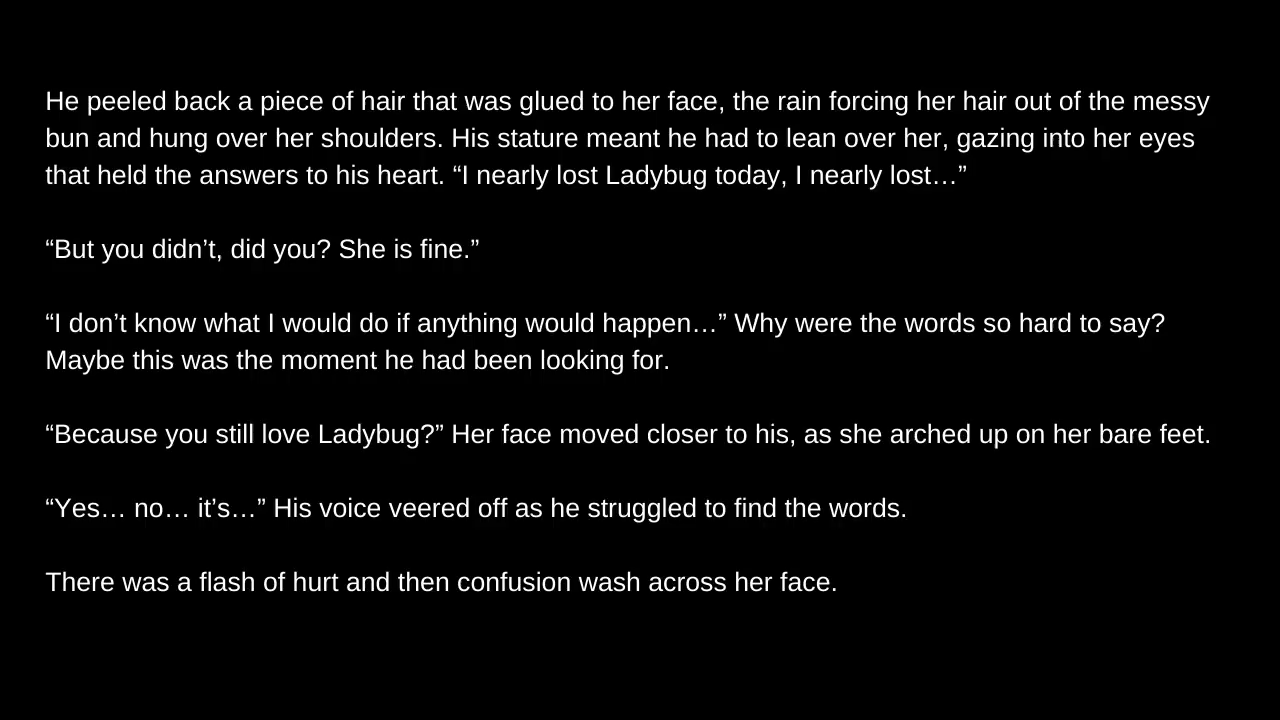 He peeled back a piece of hair that was glued to her face, the rain forcing her hair out of the messy
bun and hung over her shoulders. His stature meant he had to lean over her, gazing into her eyes
that held the answers to his heart. “I nearly lost Ladybug today, I nearly lost…”
“But you didn’t, did you? She is fine.”
“I don’t know what I would do if anything would happen…” Why were the words so hard to say?
Maybe this was the moment he had been looking for.
“Because you still love Ladybug?” Her face moved closer to his, as she arched up on her bare feet.
“Yes… no… it’s…” His voice veered off as he struggled to find the words.
There was a flash of hurt and then confusion wash across her face.